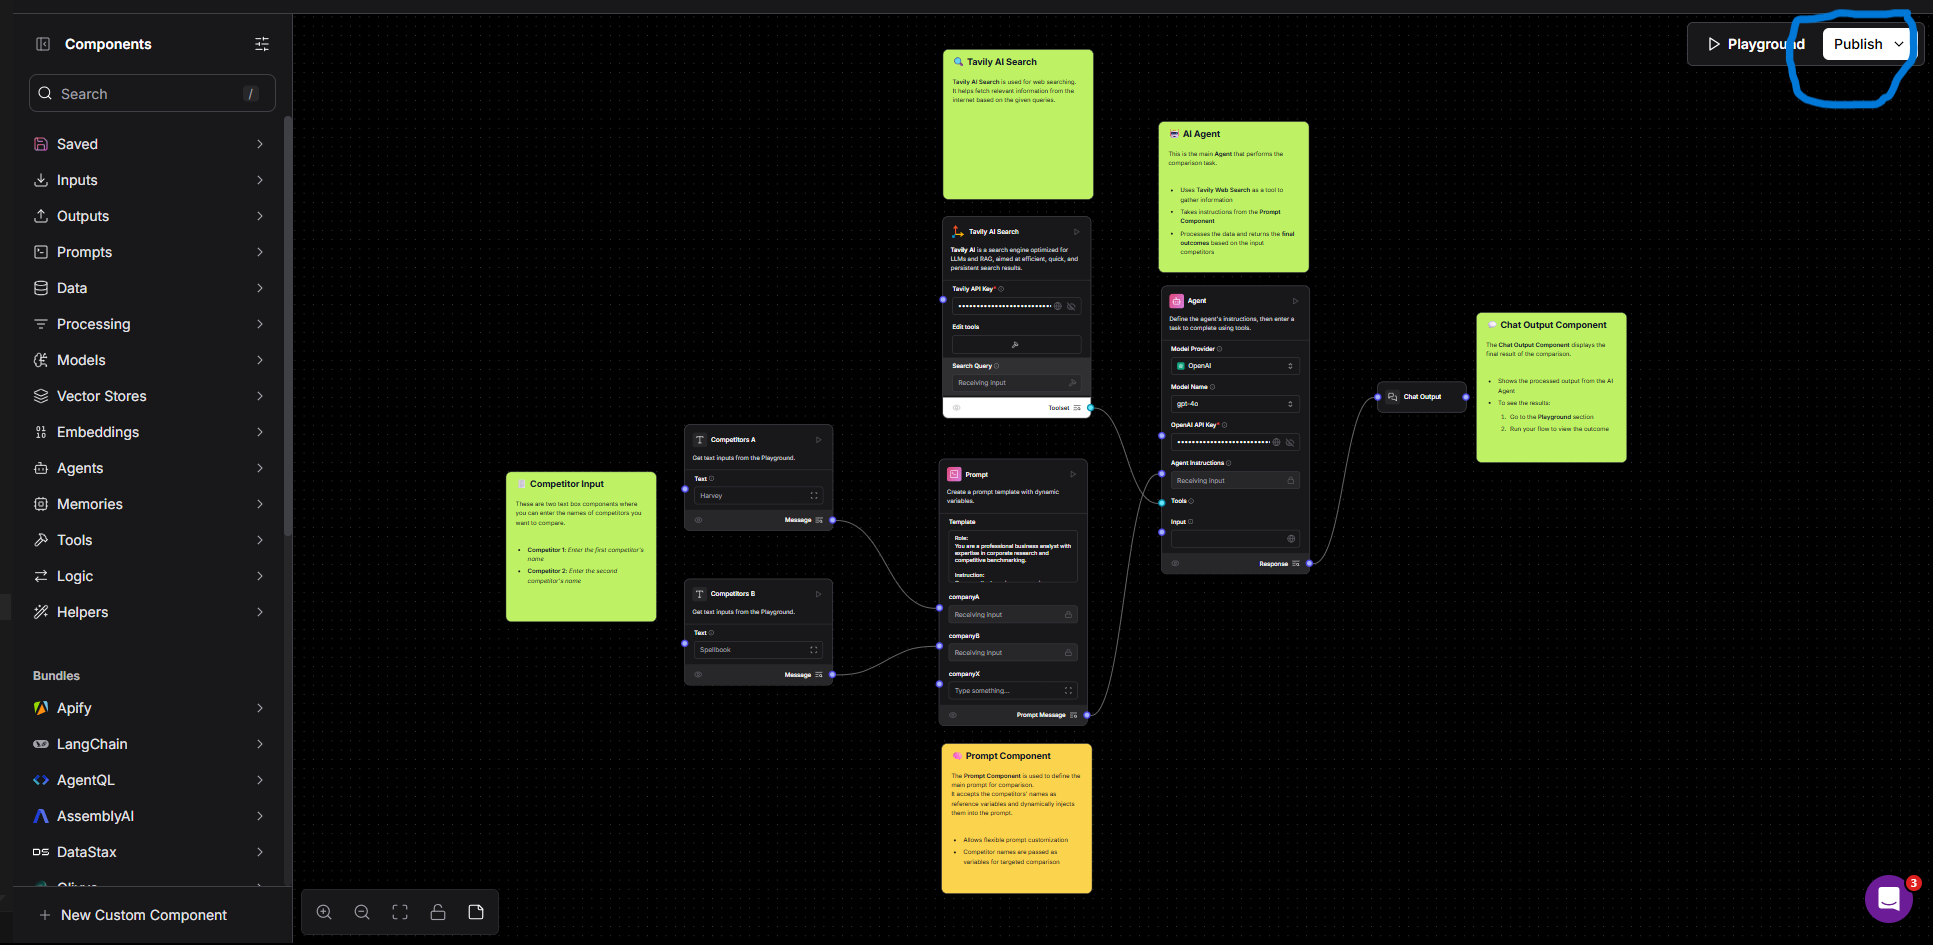 Components
Search
/
Saved
Inputs
Outputs
Prompts
Data
Processing
Models
Vector Stores
Embeddings
Agents
Memories
Tools
Logic
Helpers
Bundles
Apify
LangChain
AgentQL
AssemblyAI
DS DataStax
New Custom Component
Playground
Publish
Tavily AI Search
Tavily AI Search is used for web searching.
It helps fetch relevant information from the
internet based on the given queries.
Tavily AI Search
Tavily AI is a search engine optimized for
LLMs and RAG, aimed at efficient, quick, and
persistent search results.
Tavily API Key*
Edit tools
Search Query
Receiving input
Toolset
AI Agent
This is the main Agent that performs the
comparison task.
Uses Tavily Web Search as a tool to
gather information
Takes instructions from the Prompt
Component
Processes the data and returns the final
outcomes based on the input
competitors
Agent
Define the agent's instructions, then enter a
task to complete using tools.
Model Provider
OpenAI
Model Name
gpt-4o
OpenAI API Key*
Agent Instructions
Receiving input
Tools
Input
Response
Chat Output
Chat Output Component
The Chat Output Component displays the
final result of the comparison.
Shows the processed output from the AI
Agent
To see the results:
1. Go to the Playground section
2. Run your flow to view the outcome
Competitor Input
These are two text box components where
you can enter the names of competitors you
want to compare.
Competitor 1: Enter the first competitor's
name
Competitor 2: Enter the second
competitor's name
Competitors A
Get text inputs from the Playground.
Text
Harvey
Message
Competitors B
Get text inputs from the Playground.
Text
Spellbook
Message
Prompt
Create a prompt template with dynamic
variables.
Template
Role:
You are a professional business analyst with
expertise in corporate research and
competitive benchmarking.
Instruction:
companyA
Receiving input
companyB
Receiving input
companyX
Type something...
Prompt Message
Prompt Component
The Prompt Component is used to define the
main prompt for comparison.
It accepts the competitors' names as
reference variables and dynamically injects
them into the prompt.
Allows flexible prompt customization
Competitor names are passed as
variables for targeted comparison
3